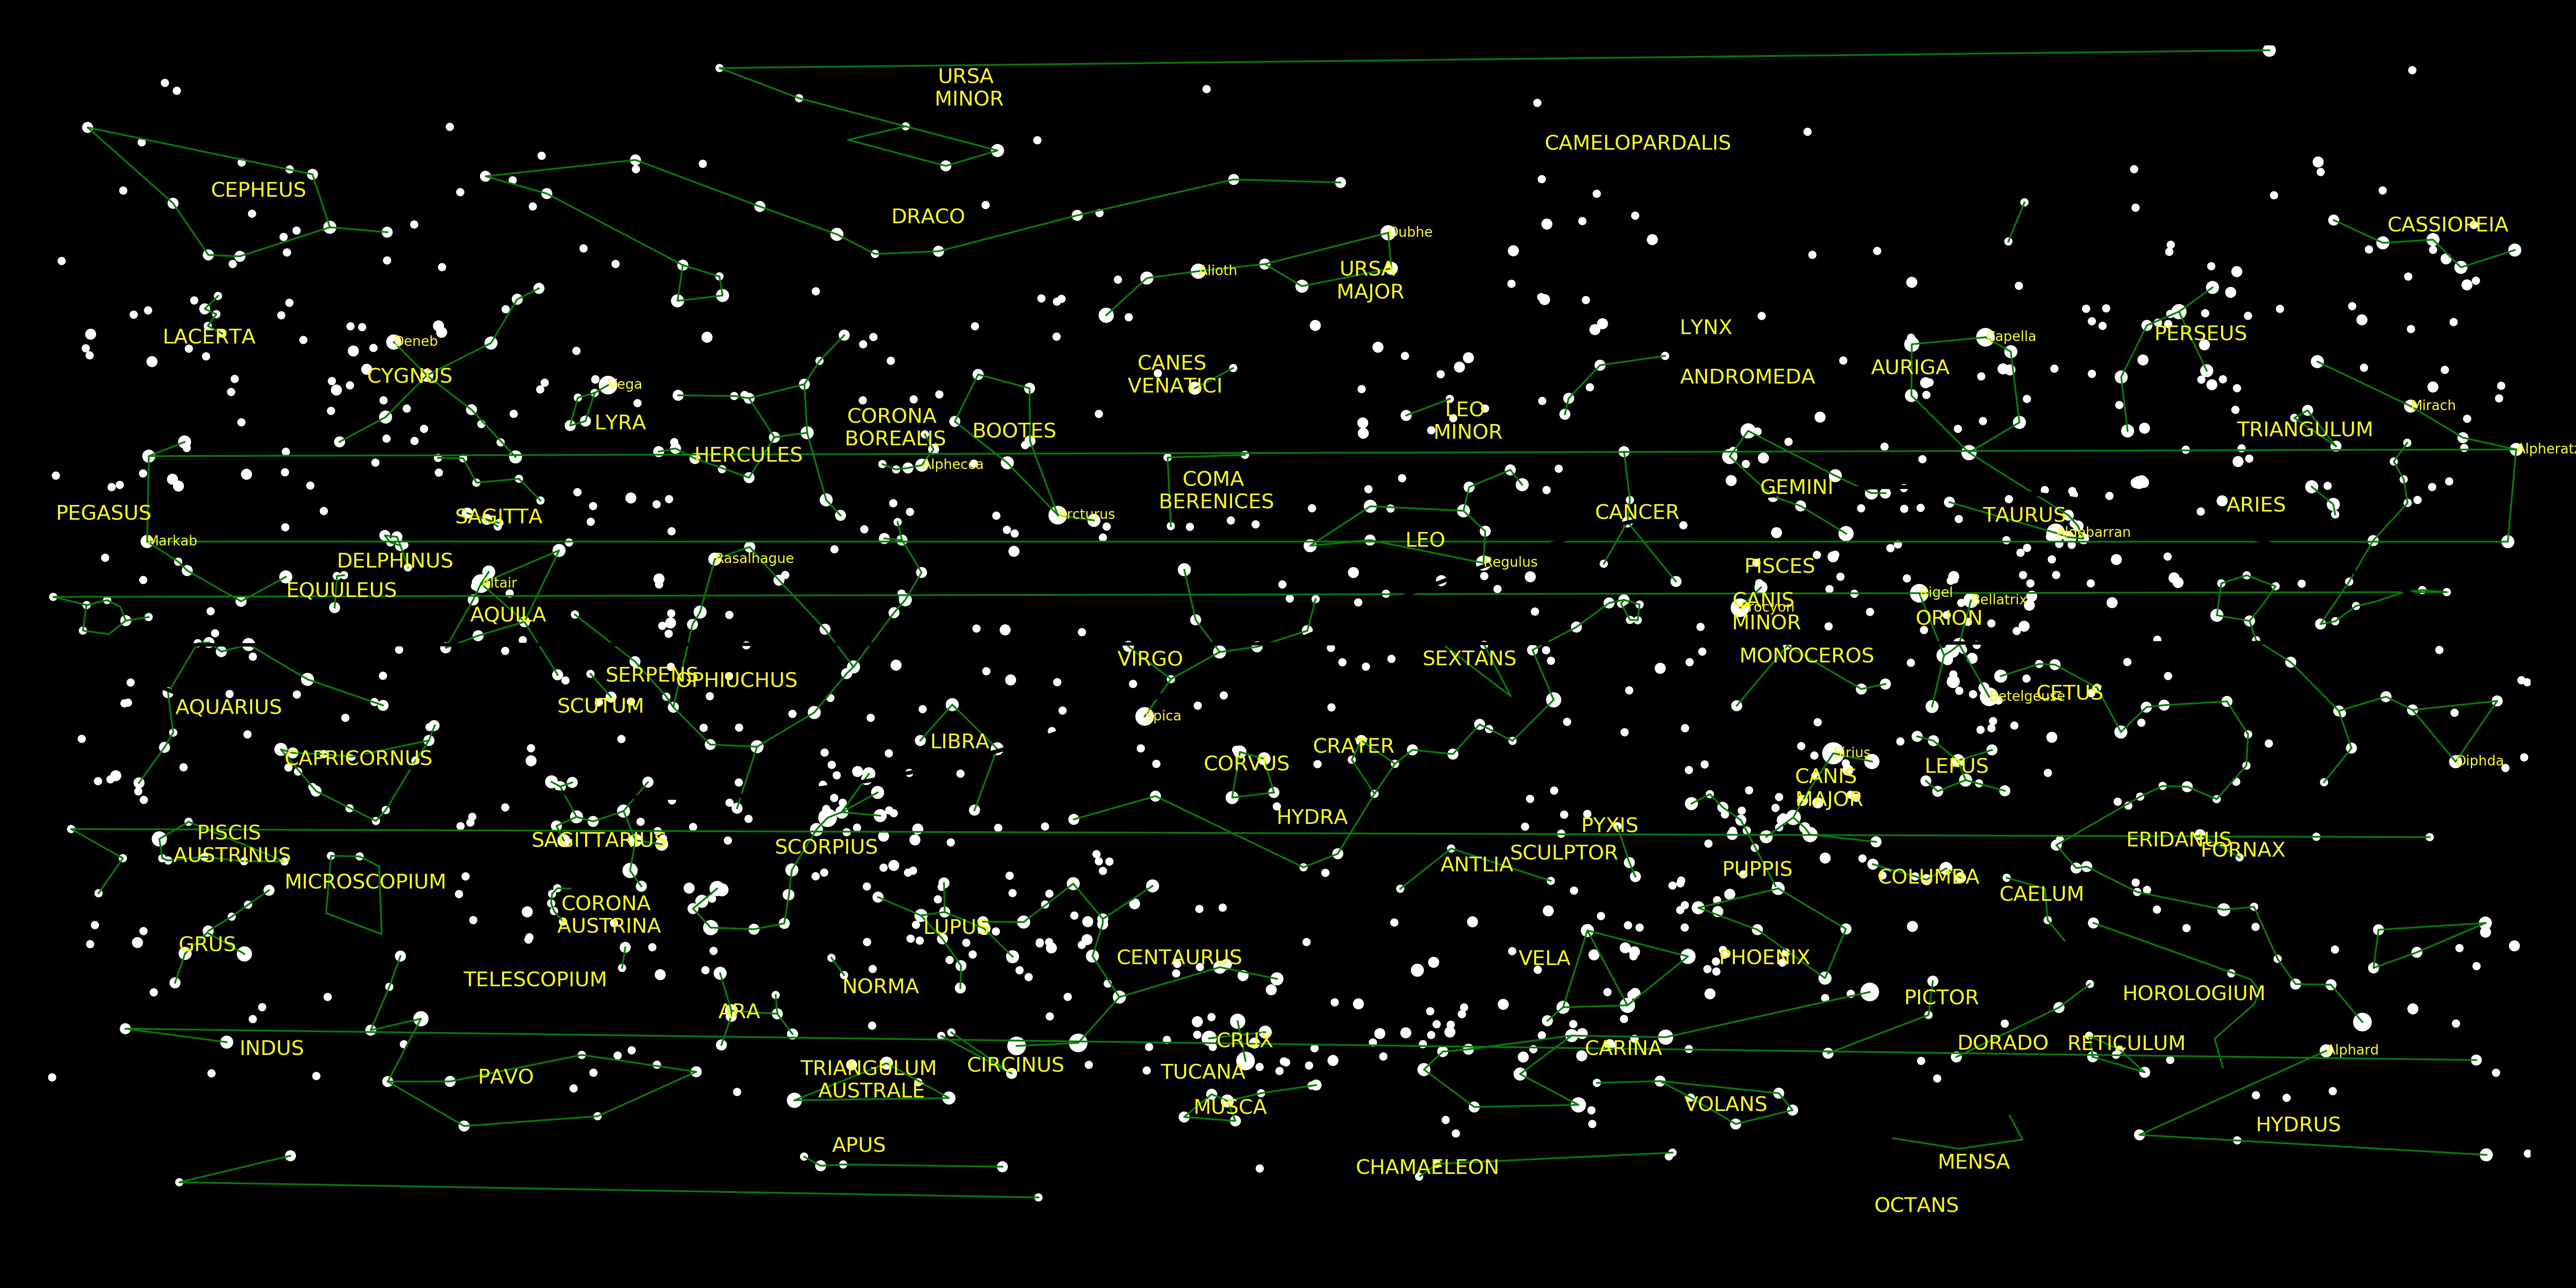 URSA
MINOR
CAMELOPARDALIS
CEPHEUS
DRACO
CASSIOPEIA
Dubhe
Alioth
URSA
MAJOR
LACERTA
Deneb
LYNX
Capella
PERSEUS
CANES
VENATICI
CYGNUS
Vega
ANDROMEDA
AURIGA
Mirach
LYRA
CORONA
BOREALIS
BOOTES
LEO
MINOR
TRIANGULUM
HERCULES
Alphecca
Alpheratz
COMA
BERENICES
GEMINI
PEGASUS
SAGITTA
Arcturus
CANCER
TAURUS
ARIES
Markab
LEO
Aldebarran
DELPHINUS
Rasalhague
Regulus
PISCES
EQUULEUS
Altair
Rigel
Bellatrix
CANIS
MINOR
Procyon
AQUILA
ORION
SERPENS
OPHIUCHUS
VIRGO
SEXTANS
MONOCEROS
AQUARIUS
SCUTUM
Spica
Betelgeuse
CETUS
CAPRICORNUS
LIBRA
CORVUS
CRATER
Sirius
CANIS
MAJOR
LEPUS
Diphda
HYDRA
PISCIS
AUSTRINUS
SAGITTARIUS
SCORPIUS
PYXIS
SCULPTOR
ERIDANUS
FORNAX
MICROSCOPIUM
ANTLIA
PUPPIS
COLUMBA
CAELUM
CORONA
AUSTRINA
LUPUS
GRUS
CENTAURUS
VELA
PHOENIX
TELESCOPIUM
NORMA
PICTOR
HOROLOGIUM
ARA
INDUS
CRUX
CARINA
DORADO
RETICULUM
Alphard
PAVO
TRIANGULUM
AUSTRALE
CIRCINUS
TUCANA
MUSCA
VOLANS
HYDRUS
APUS
CHAMAELEON
MENSA
OCTANS